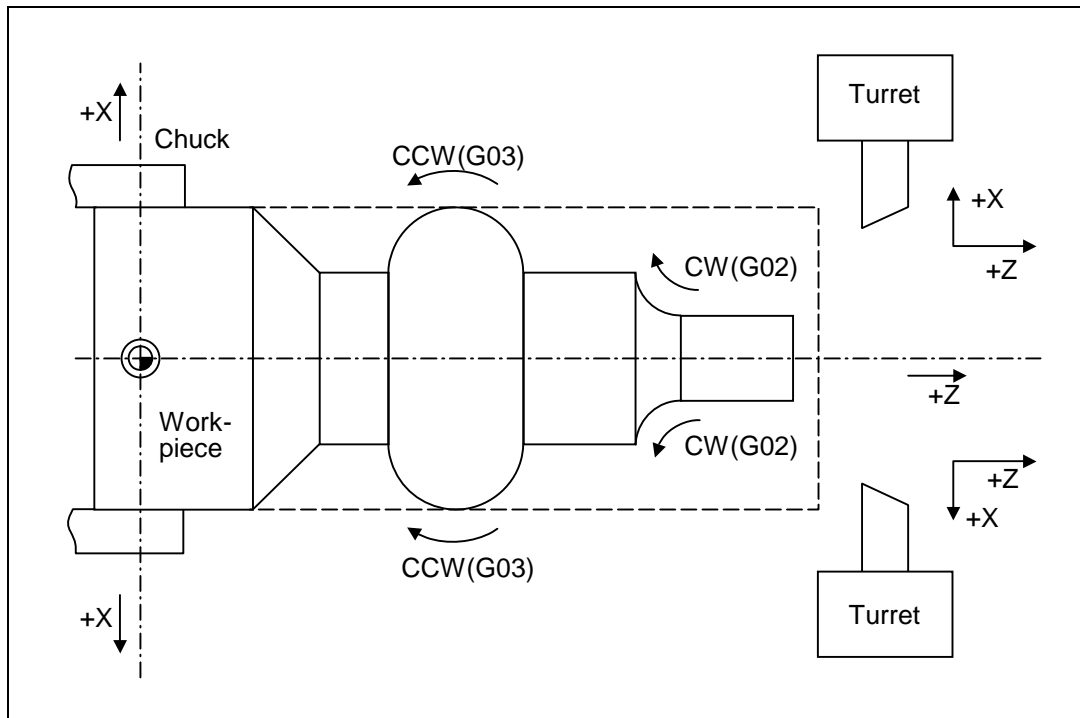 Turret
+X
Chuck
CCW(G03)
+X
+Z
CW(G02)
+Z
Work-
piece
CW(G02)
+Z
+X
CCW(G03)
+X
Turret